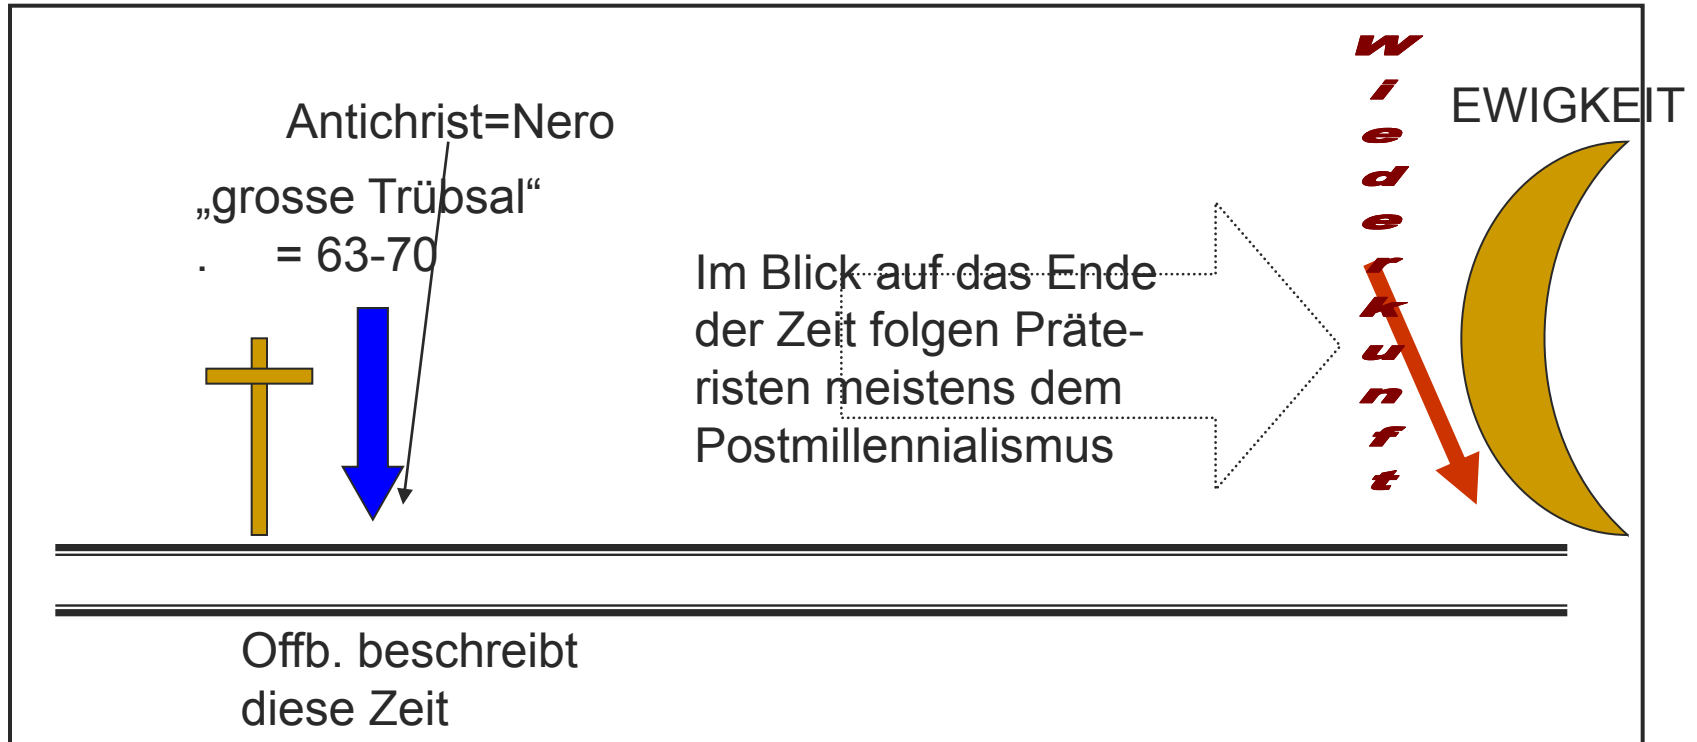 Antichrist=Nero
„grosse Trübsal“
. = 63-70
Im Blick auf das Ende
der Zeit folgen Präte-
risten meistens dem
Postmillennialismus
Wiederkunft
EWIGKEIT
Offb. beschreibt
diese Zeit